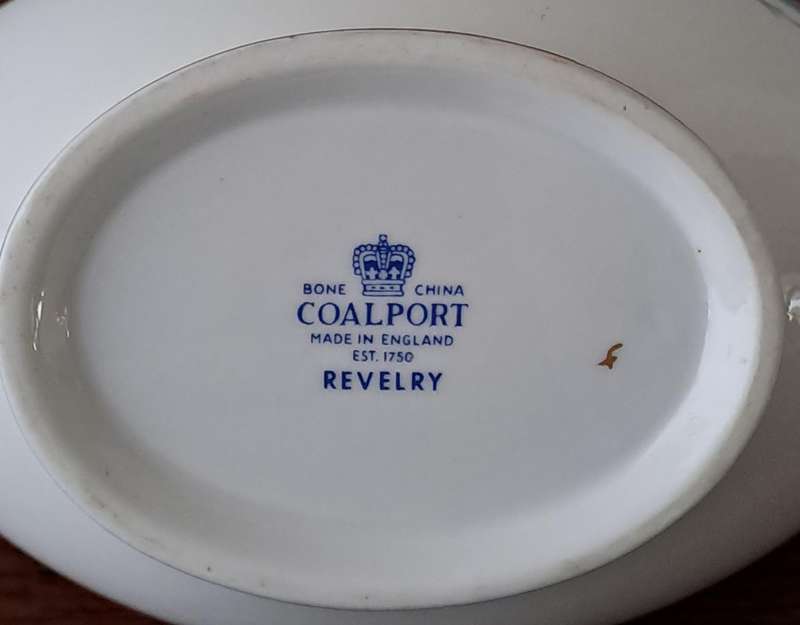 BONE CHINA
COALPORT
MADE IN ENGLAND
EST. 1750
REVELRY